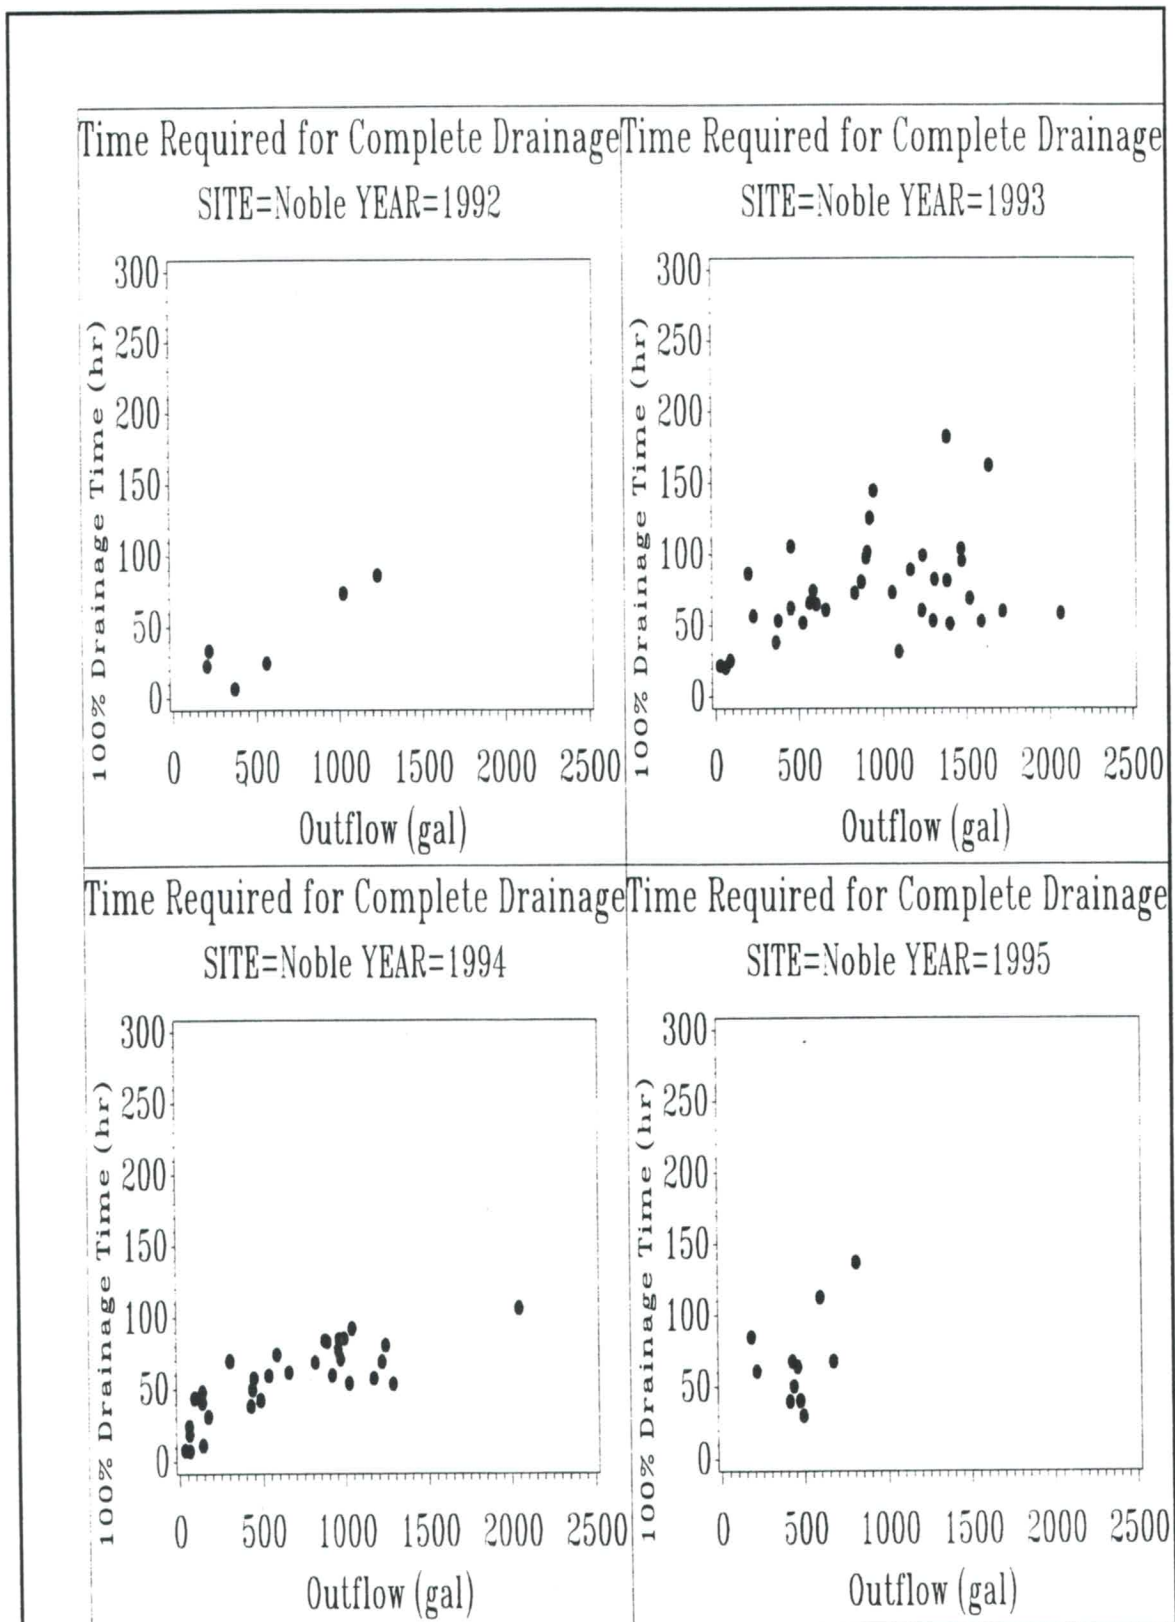 Time Required for Complete Drainage
SITE=Noble YEAR=1992
100% Drainage Time (hr)
300
250
200
150
100
50
0
0 500 1000 1500 2000 2500
Outflow (gal)
Time Required for Complete Drainage
SITE=Noble YEAR=1993
100% Drainage Time (hr)
300
250
200
150
100
50
0
0 500 1000 1500 2000 2500
Outflow (gal)
Time Required for Complete Drainage
SITE=Noble YEAR=1994
100% Drainage Time (hr)
300
250
200
150
100
50
0
0 500 1000 1500 2000 2500
Outflow (gal)
Time Required for Complete Drainage
SITE=Noble YEAR=1995
100% Drainage Time (hr)
300
250
200
150
100
50
0
0 500 1000 1500 2000 2500
Outflow (gal)